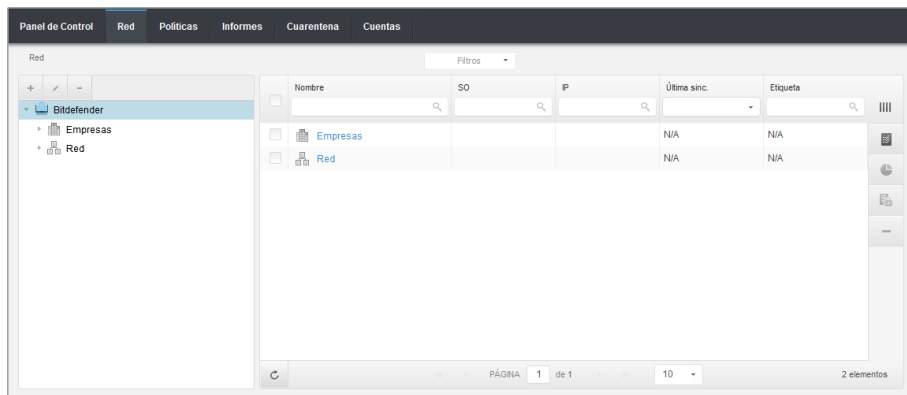 Panel de Control Red Políticas Informes Cuarentena Cuentas
Red
Filtros
Nombre SO IP Última sinc. Etiqueta
Bitdefender
Empresas
Red
Empresas N/A N/A
Red N/A N/A
PÁGINA 1 de 1 10 2 elementos